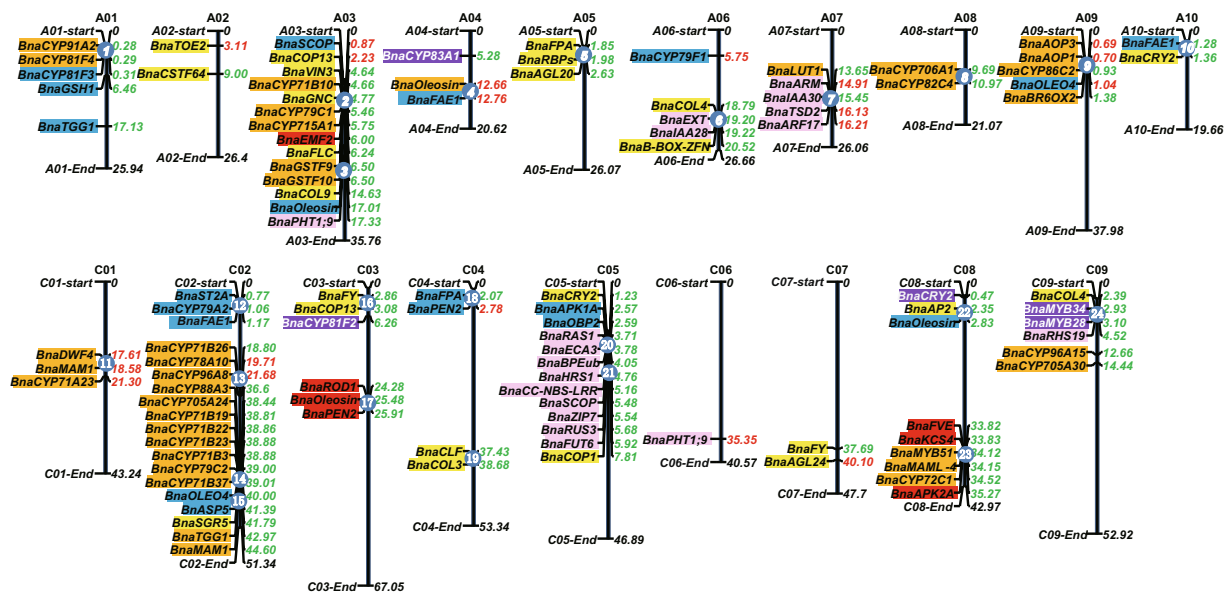 A01
A01-start 0
BnaCYP91A2 0.28
BnaCYP81F4 0.29
BnaCYP81F3 0.31
BnaGSH1 6.46
BnaTGG1 17.13
A01-End 25.94
1
A02
A02-start 0
BnaTOE2 3.11
BnaCSTF64 9.00
A02-End 26.4
A03
A03-start 0
BnaSCOP 0.87
BnaCOP13 2.23
BnaVIN3 4.64
BnaCYP71B10 4.66
BnaGNC 4.77
BnaCYP79C1 5.46
BnaCYP715A1 5.75
BnaEMF2 6.00
BnaFLC 6.24
BnaGSTF9 6.50
BnaGSTF10 6.50
BnaCOL9 14.63
BnaOleosin 17.01
BnaPHT1;9 17.33
A03-End 35.76
2
3
A04
A04-start 0
BnaCYP83A1 5.28
BnaOleosin 12.66
BnaFAE1 12.76
A04-End 20.62
4
A05
A05-start 0
BnaFPA 1.85
BnaRBPs 1.98
BnaAGL20 2.63
A05-End 26.07
5
A06
A06-start 0
BnaCYP79F1 5.75
BnaCOL4 18.79
BnaEXT 19.20
BnaIAA28 19.22
BnaB-BOX-ZFN 20.52
A06-End 26.66
6
A07
A07-start 0
BnaLUT1 13.65
BnaARM 14.91
BnaIAA30 15.45
BnaTSD2 16.13
BnaARF17 16.21
A07-End 26.06
7
A08
A08-start 0
BnaCYP706A1 9.69
BnaCYP82C4 10.97
A08-End 21.07
8
A09
A09-start 0
BnaAOP3 0.69
BnaAOP1 0.70
BnaCYP86C2 0.93
BnaOLEO4 1.04
BnaBR6OX2 1.38
A09-End 37.98
9
A10
A10-start 0
BnaFAE1 1.28
BnaCRY2 1.36
A10-End 19.66
10
C01
C01-start 0
BnaDWF4 17.61
BnaMAM1 18.58
BnaCYP71A23 21.30
C01-End 43.24
11
C02
C02-start 0
BnaST2A 0.77
BnaCYP79A2 1.06
BnaFAE1 1.17
BnaCYP71B26 18.80
BnaCYP78A10 19.71
BnaCYP96A8 21.68
BnaCYP88A3 36.6
BnaCYP705A24 38.44
BnaCYP71B19 38.81
BnaCYP71B22 38.86
BnaCYP71B23 38.88
BnaCYP71B3 38.88
BnaCYP79C2 39.00
BnaCYP71B37 39.01
BnaOLEO4 40.00
BnASP5 41.39
BnaSGR5 41.79
BnaTGG1 42.97
BnaMAM1 44.60
C02-End 51.34
12
13
14
15
C03
C03-start 0
BnaFY 2.86
BnaCOP13 3.08
BnaCYP81F2 6.26
BnaROD1 24.28
BnaOleosin 25.48
BnaPEN2 25.91
C03-End 67.05
16
17
C04
C04-start 0
BnaFPA 2.07
BnaPEN2 2.78
BnaCLF 37.43
BnaCOL3 38.68
C04-End 53.34
18
19
C05
C05-start 0
BnaCRY2 1.23
BnaAPK1A 2.57
BnaOBP2 2.59
BnaRAS1 3.71
BnaECA3 3.78
BnaBPEub 4.05
BnaHRS1 4.76
BnaCC-NBS-LRR 5.16
BnaSCOP 5.48
BnaZIP7 5.54
BnaRUS3 5.68
BnaFUT6 5.92
BnaCOP1 7.81
C05-End 46.89
20
21
C06
C06-start 0
BnaPHT1;9 35.35
C06-End 40.57
C07
C07-start 0
BnaFY 37.69
BnaAGL24 40.10
C07-End 47.7
C08
C08-start 0
BnaCRY2 0.47
BnaAP2 2.35
BnaOleosin 2.83
BnaFVE 33.82
BnaKCS4 33.83
BnaMYB51 34.12
BnaMAML -4 34.15
BnaCYP72C1 34.52
BnaAPK2A 35.27
C08-End 42.97
22
23
C09
C09-start 0
BnaCOL4 2.39
BnaMYB34 2.93
BnaMYB28 3.10
BnaRHS19 4.52
BnaCYP96A15 12.66
BnaCYP705A30 14.44
C09-End 52.92
24